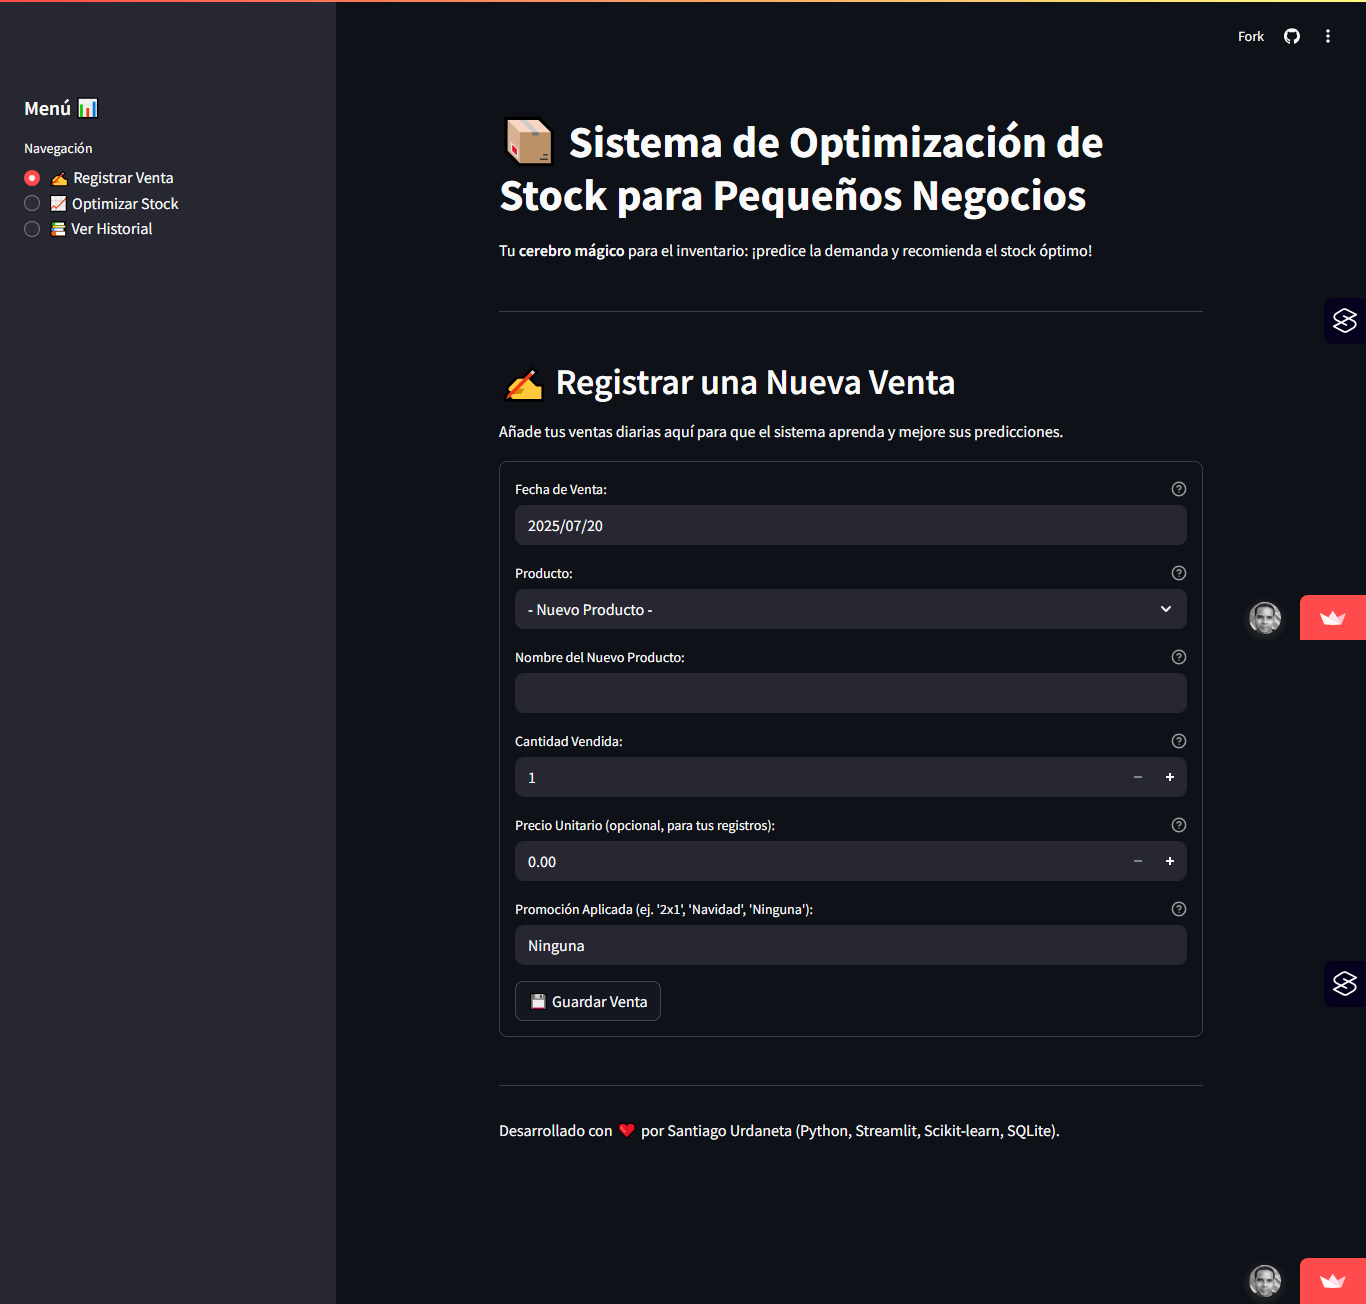 Fork
Menú
Navegación
Registrar Venta
Optimizar Stock
Ver Historial
Sistema de Optimización de
Stock para Pequeños Negocios
Tu cerebro mágico para el inventario: ¡predice la demanda y recomienda el stock óptimo!
Registrar una Nueva Venta
Añade tus ventas diarias aquí para que el sistema aprenda y mejore sus predicciones.
Fecha de Venta:
2025/07/20
Producto:
- Nuevo Producto -
Nombre del Nuevo Producto:
Cantidad Vendida:
1
Precio Unitario (opcional, para tus registros):
0.00
Promoción Aplicada (ej. '2x1', 'Navidad', 'Ninguna'):
Ninguna
Guardar Venta
Desarrollado con ❤️ por Santiago Urdaneta (Python, Streamlit, Scikit-learn, SQLite).